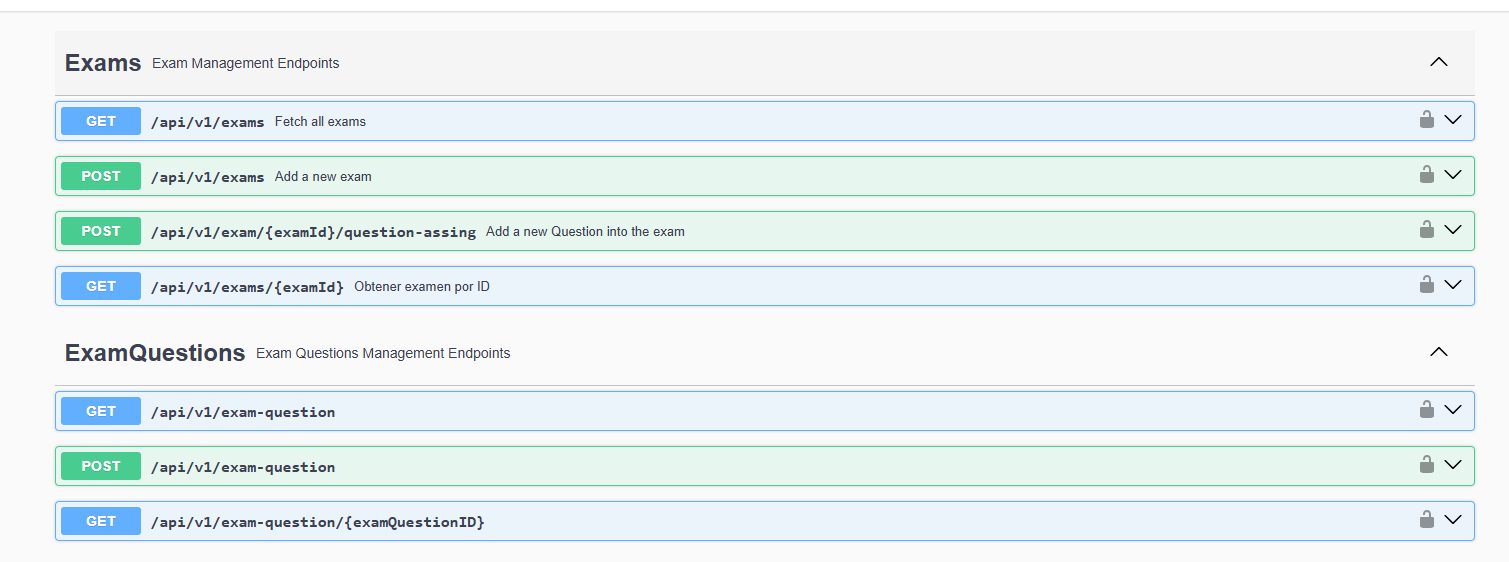 Exams Exam Management Endpoints
GET /api/v1/exams Fetch all exams
POST /api/v1/exams Add a new exam
POST /api/v1/exam/{examId}/question-assing Add a new Question into the exam
GET /api/v1/exams/{examId} Obtener examen por ID
ExamQuestions Exam Questions Management Endpoints
GET /api/v1/exam-question
POST /api/v1/exam-question
GET /api/v1/exam-question/{examQuestionID}